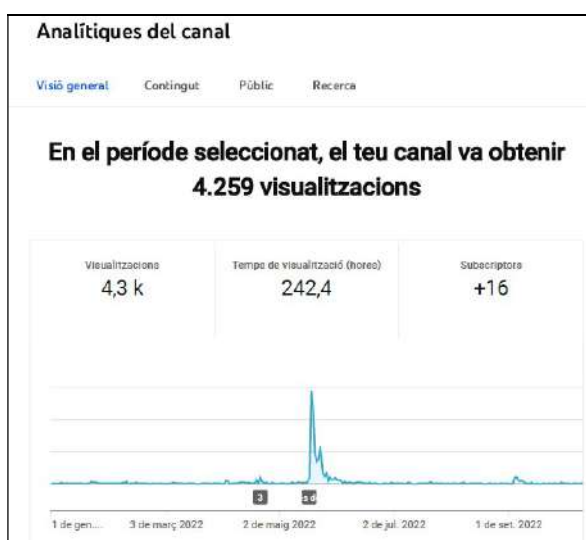 Analítiques del canal
Visió general Contingut Públic Recerca
En el període seleccionat, el teu canal va obtenir
4.259 visualitzacions
Visualitzacions Temps de visualització (hores) Subscriptors
4,3 k 242,4 +16
3
1 de gen.... 3 de març 2022 2 de maig 2022 2 de jul. 2022 1 de set. 2022